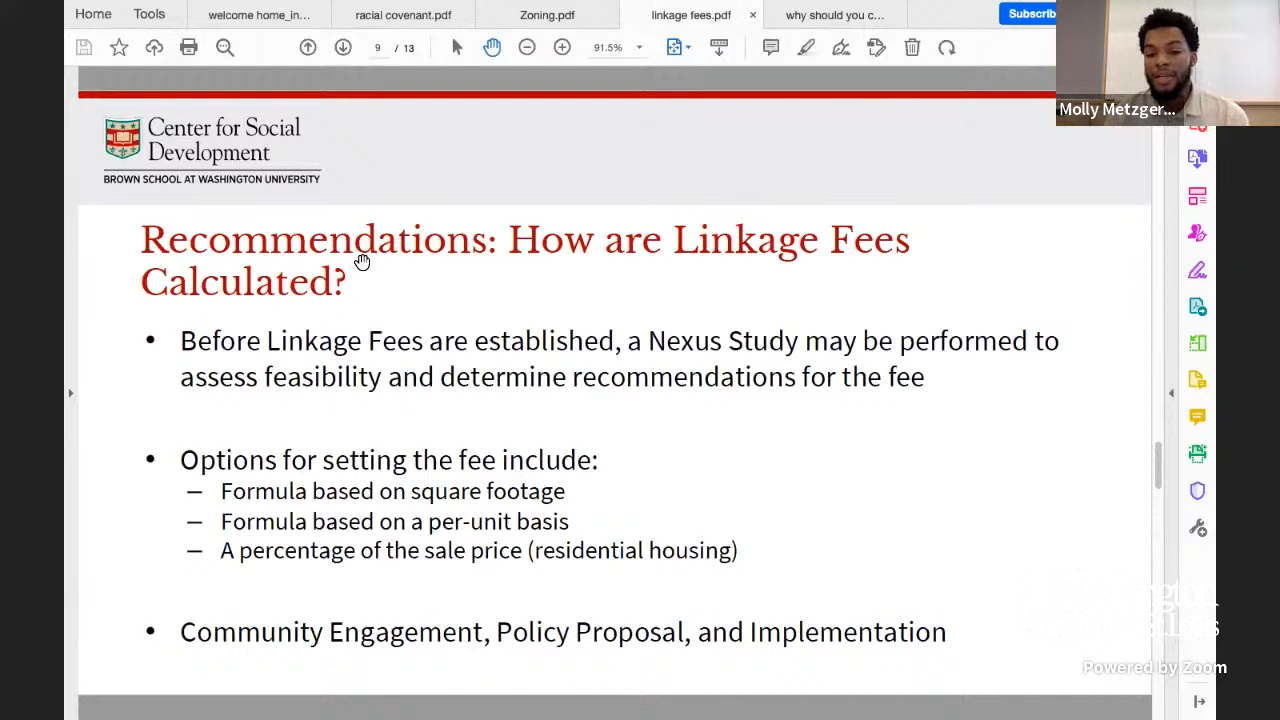 Home
Tools
welcome home_in...
racial covenant.pdf
Zoning.pdf
linkage fees.pdf
why should you c...
Subscrib
9 / 13
91.5%
Molly Metzger...
Center for Social
Development
BROWN SCHOOL AT WASHINGTON UNIVERSITY
Recommendations: How are Linkage Fees
Calculated?
• Before Linkage Fees are established, a Nexus Study may be performed to
assess feasibility and determine recommendations for the fee
• Options for setting the fee include:
– Formula based on square footage
– Formula based on a per-unit basis
– A percentage of the sale price (residential housing)
• Community Engagement, Policy Proposal, and Implementation
Powered by Zoom